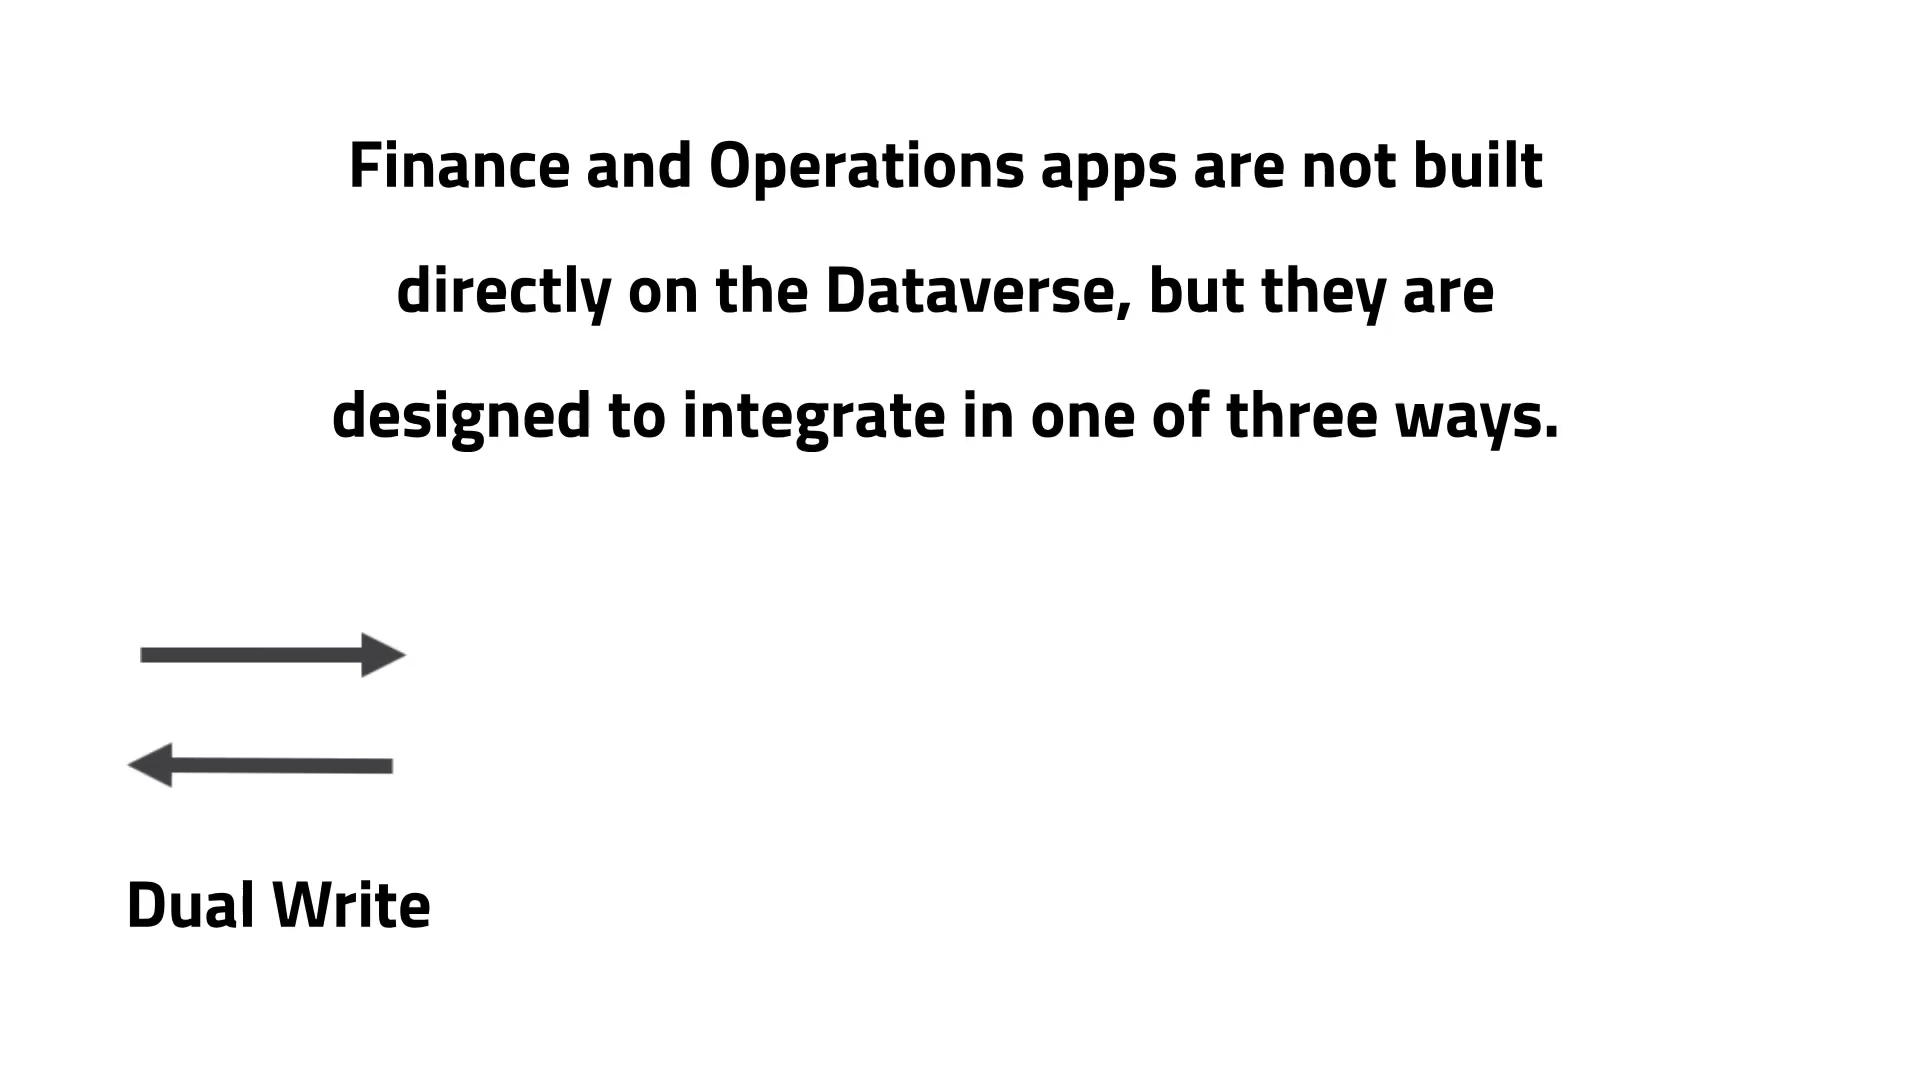 Finance and Operations apps are not built
directly on the Dataverse, but they are
designed to integrate in one of three ways.
Dual Write